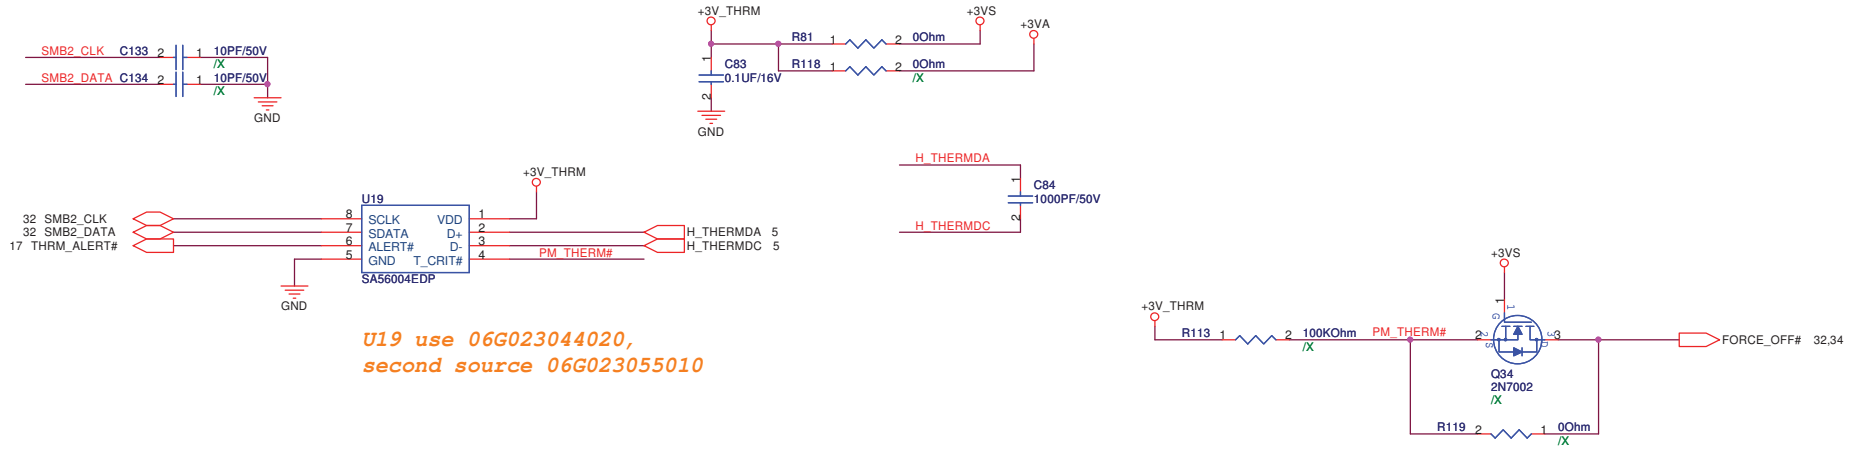 +3V_THRM
+3VS
+3VA
SMB2_CLK C133 2 1 10PF/50V
/X
SMB2_DATA C134 2 1 10PF/50V
/X
GND
R81 1 2 0Ohm
R118 1 2 0Ohm
/X
1
C83
0.1UF/16V
2
GND
H_THERMDA
1
C84
1000PF/50V
2
H_THERMDC
+3V_THRM
U19
32 SMB2_CLK 8 SCLK VDD 1
32 SMB2_DATA 7 SDATA D+ 2 H_THERMDA 5
17 THRM_ALERT# 6 ALERT# D- 3 H_THERMDC 5
5 GND T_CRIT# 4 PM_THERM#
SA56004EDP
GND
U19 use 06G023044020,
second source 06G023055010
+3VS
+3V_THRM
1
1
G
R113 1 2 100KOhm PM_THERM# 2 2 S 3 D 3 FORCE_OFF# 32,34
/X
Q34
2N7002
/X
R119 2 1 0Ohm
/X